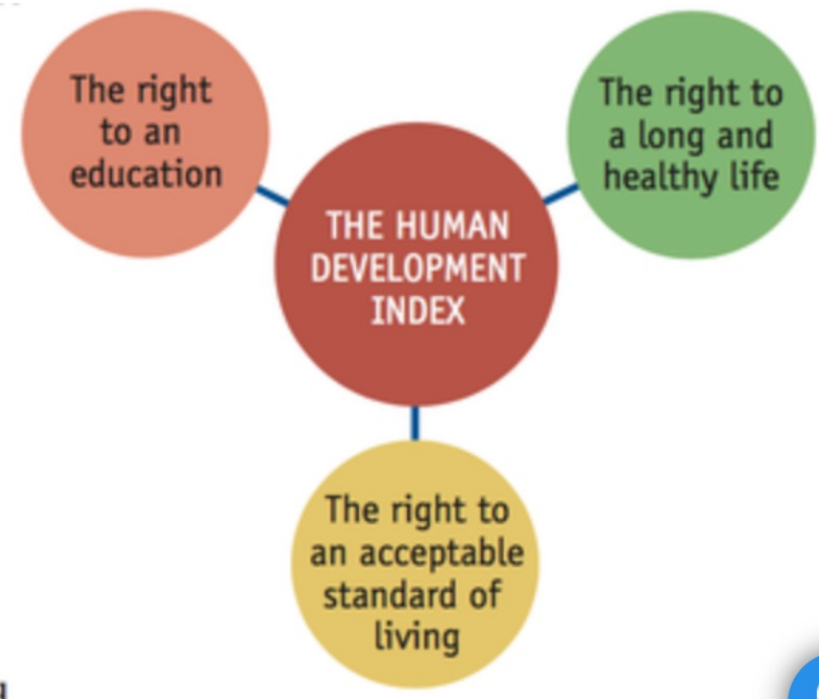 The right
to an
education
The right to
a long and
healthy life
THE HUMAN
DEVELOPMENT
INDEX
The right to
an acceptable
standard of
living